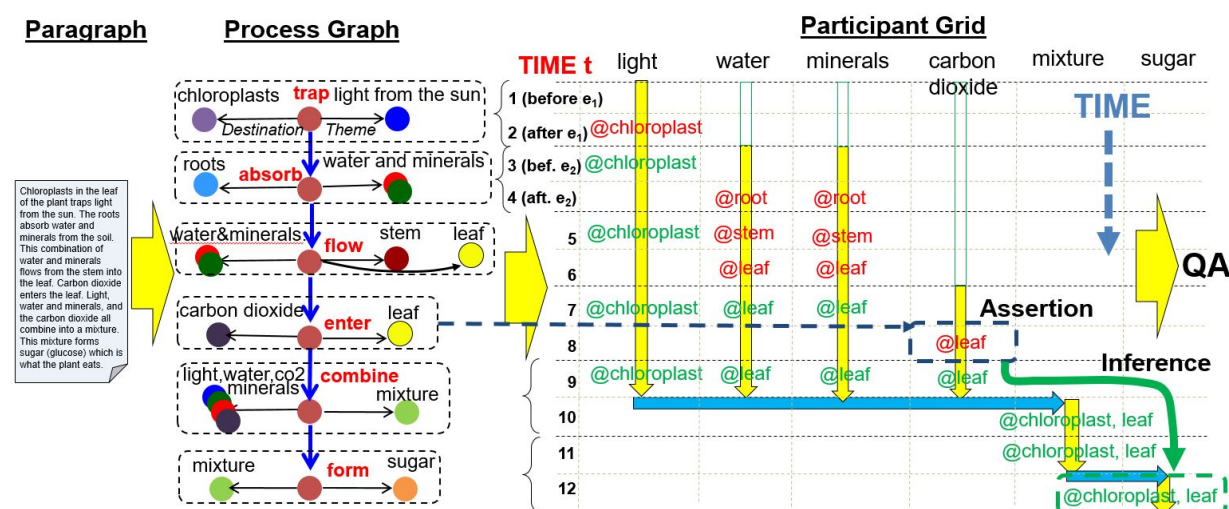 Paragraph
Process Graph
Participant Grid
TIME t
light
water
minerals
carbon
dioxide
mixture
sugar
Chloroplasts in the leaf
of the plant traps light
from the sun. The roots
absorb water and
minerals from the soil.
This combination of
water and minerals
flows from the stem into
the leaf. Carbon dioxide
enters the leaf. Light,
water and minerals, and
the carbon dioxide all
combine into a mixture.
This mixture forms
sugar (glucose) which is
what the plant eats.
chloroplasts trap light from the sun
Destination Theme
roots absorb water and minerals
water&minerals flow stem leaf
carbon dioxide enter leaf
light,water,co2
minerals combine mixture
mixture form sugar
1 (before e₁)
2 (after e₁) @chloroplast
3 (bef. e₂) @chloroplast
4 (aft. e₂) @root @root
5 @chloroplast @stem @stem
6 @leaf @leaf
7 @chloroplast @leaf @leaf
8 @leaf
9 @chloroplast @leaf @leaf @leaf
10 @chloroplast, leaf
11 @chloroplast, leaf
12 @chloroplast, leaf
TIME
Assertion
Inference
QA